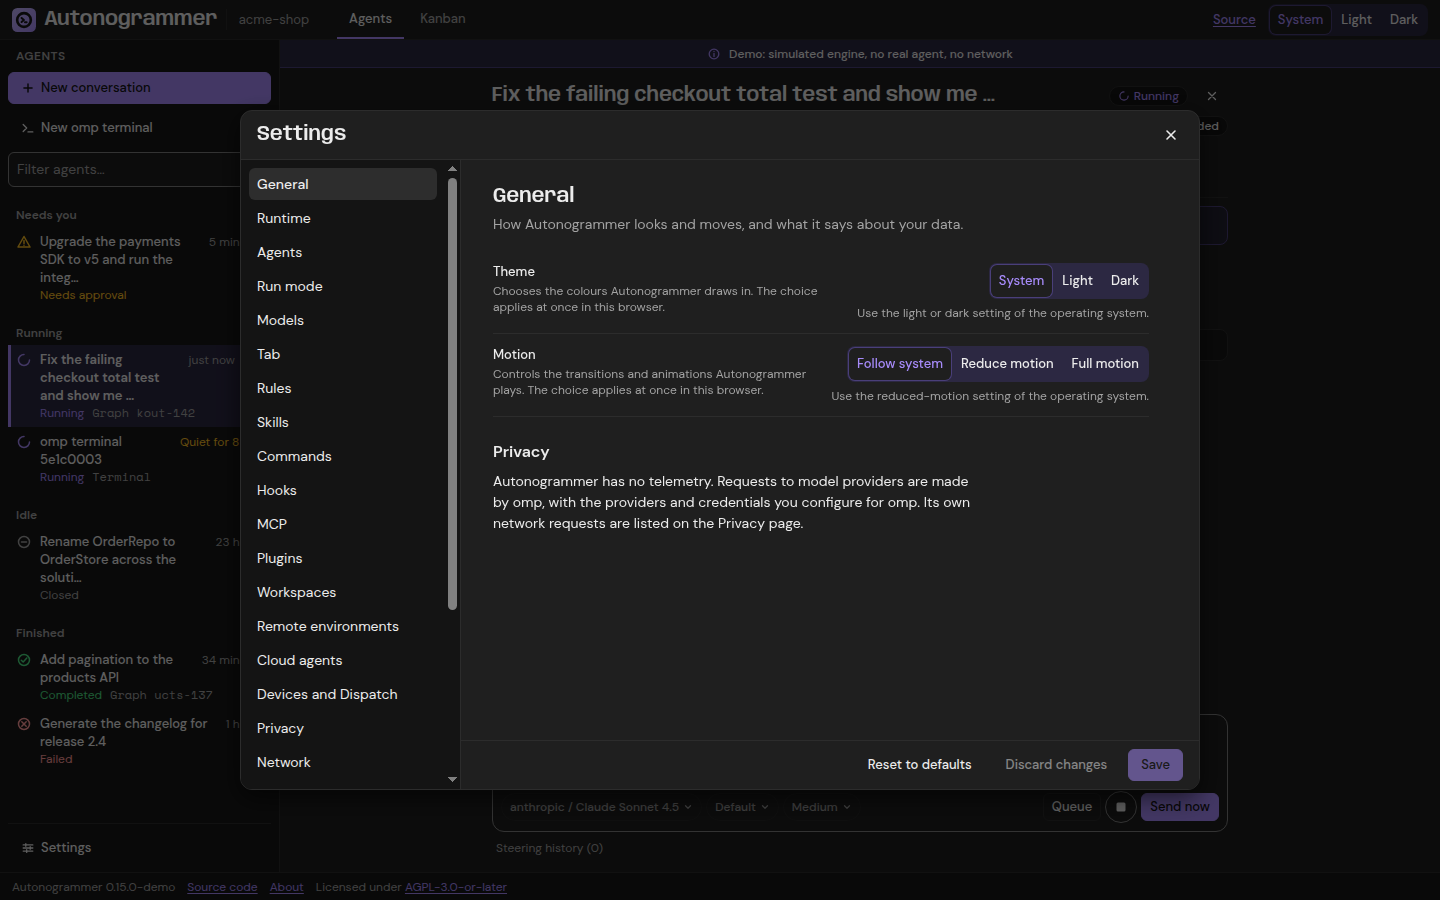 Autonogrammer
acme-shop
Agents
Kanban
Source
System
Light
Dark
AGENTS
Demo: simulated engine, no real agent, no network
New conversation
Fix the failing checkout total test and show me …
Running
New omp terminal
Filter agents…
Needs you
Upgrade the payments
SDK to v5 and run the
integ…
5 min
Needs approval
Running
Fix the failing
checkout total test
and show me …
just now
Running Graph kout-142
omp terminal
5e1c0003
Quiet for 8
Running Terminal
Idle
Rename OrderRepo to
OrderStore across the
soluti…
23 h
Closed
Finished
Add pagination to the
products API
34 min
Completed Graph ucts-137
Generate the changelog for
release 2.4
1 h
Failed
Settings
Settings
General
Runtime
Agents
Run mode
Models
Tab
Rules
Skills
Commands
Hooks
MCP
Plugins
Workspaces
Remote environments
Cloud agents
Devices and Dispatch
Privacy
Network
General
How Autonogrammer looks and moves, and what it says about your data.
Theme
Chooses the colours Autonogrammer draws in. The choice
applies at once in this browser.
System
Light
Dark
Use the light or dark setting of the operating system.
Motion
Controls the transitions and animations Autonogrammer
plays. The choice applies at once in this browser.
Follow system
Reduce motion
Full motion
Use the reduced-motion setting of the operating system.
Privacy
Autonogrammer has no telemetry. Requests to model providers are made
by omp, with the providers and credentials you configure for omp. Its own
network requests are listed on the Privacy page.
Reset to defaults
Discard changes
Save
anthropic / Claude Sonnet 4.5
Default
Medium
Queue
Send now
Steering history (0)
Autonogrammer 0.15.0-demo
Source code
About
Licensed under AGPL-3.0-or-later